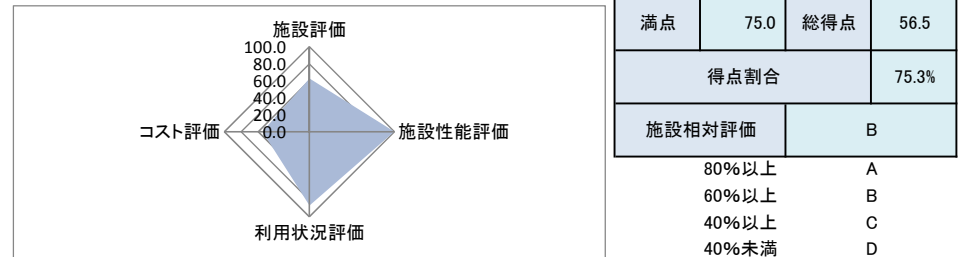 施設評価
100.0
80.0
60.0
40.0
20.0
0.0
コスト評価
施設性能評価
利用状況評価
満点 75.0 総得点 56.5
得点割合 75.3%
施設相対評価 B
80%以上 A
60%以上 B
40%以上 C
40%未満 D